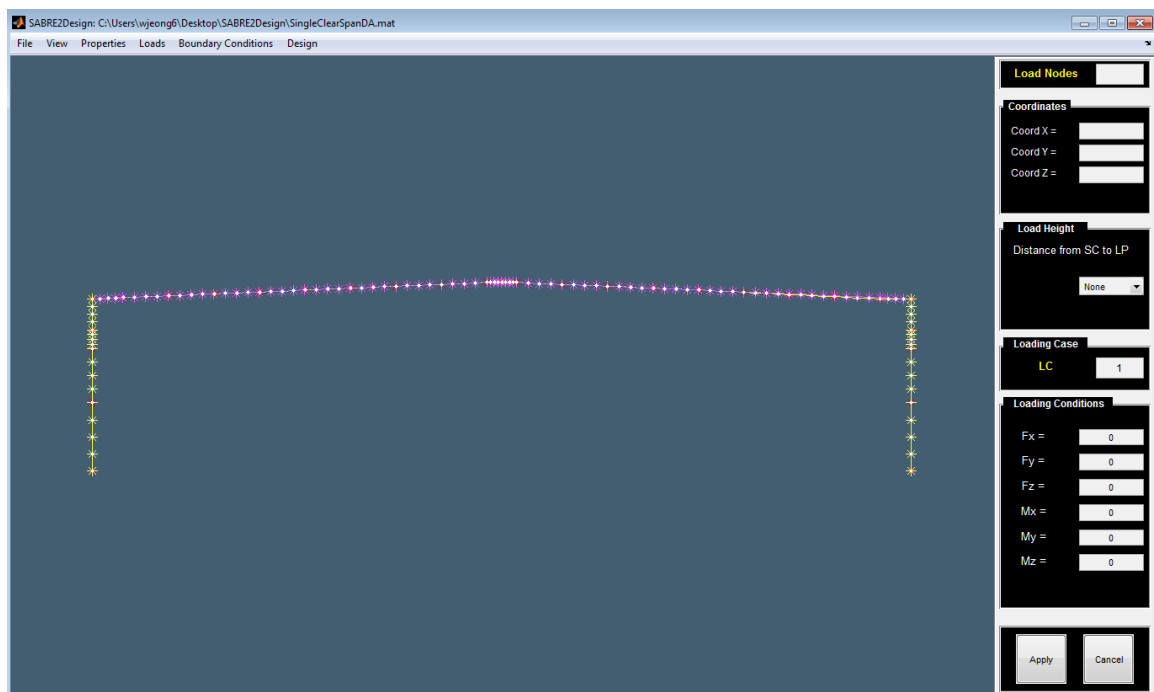 SABRE2Design: C:\Users\wjeong6\Desktop\SABRE2Design\SingleClearSpanDA.mat
File View Properties Loads Boundary Conditions Design
Load Nodes
Coordinates
Coord X =
Coord Y =
Coord Z =
Load Height
Distance from SC to LP
None
Loading Case
LC 1
Loading Conditions
Fx = 0
Fy = 0
Fz = 0
Mx = 0
My = 0
Mz = 0
Apply Cancel